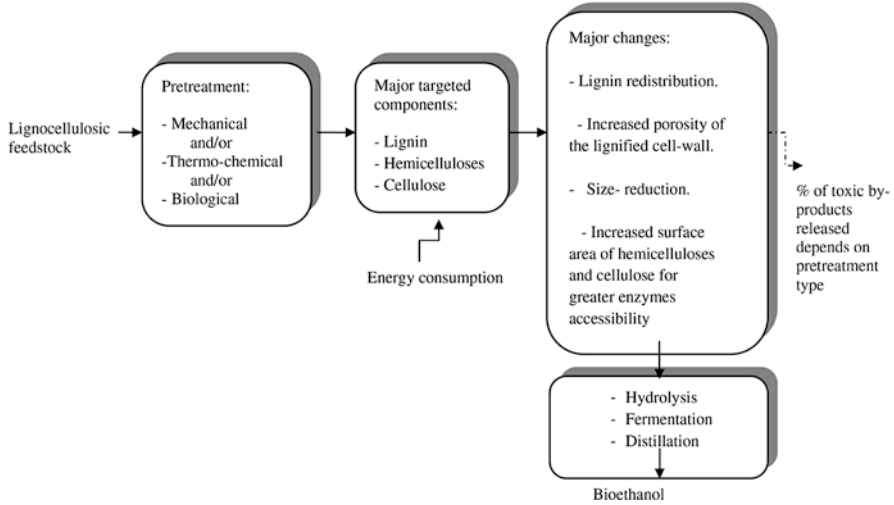 Lignocellulosic
feedstock
Pretreatment:
- Mechanical
and/or
-Thermo-chemical
and/or
- Biological
Major targeted
components:
- Lignin
- Hemicelluloses
- Cellulose
Energy consumption
Major changes:
- Lignin redistribution.
- Increased porosity of
the lignified cell-wall.
- Size- reduction.
- Increased surface
area of hemicelluloses
and cellulose for
greater enzymes
accessibility
% of toxic by-
products
released
depends on
pretreatment
type
- Hydrolysis
- Fermentation
- Distillation
Bioethanol